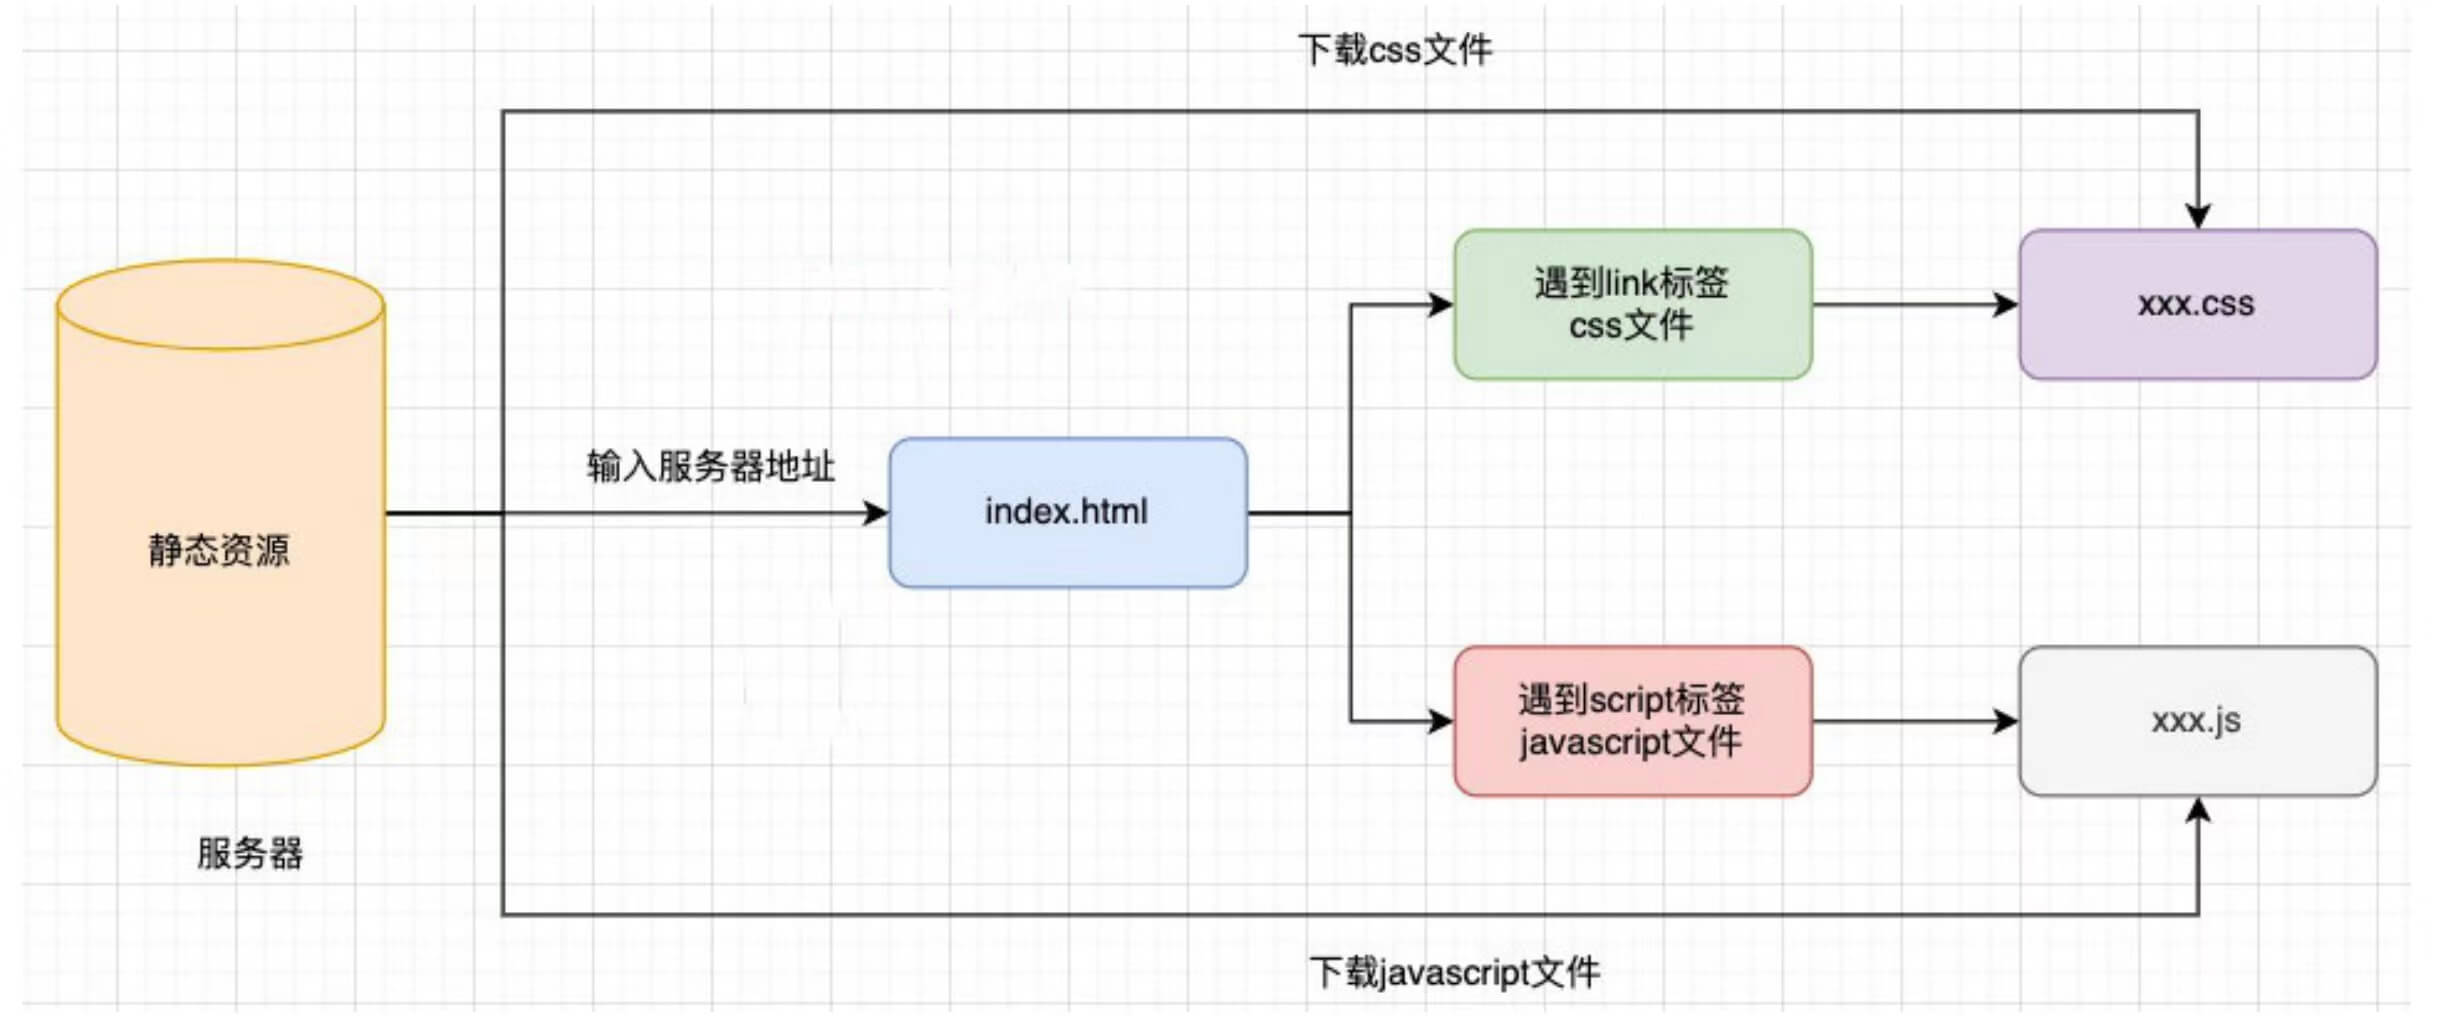 下载css文件
遇到link标签
css文件
xxx.css
输入服务器地址
index.html
静态资源
遇到script标签
javascript文件
xxx.js
服务器
下载javascript文件